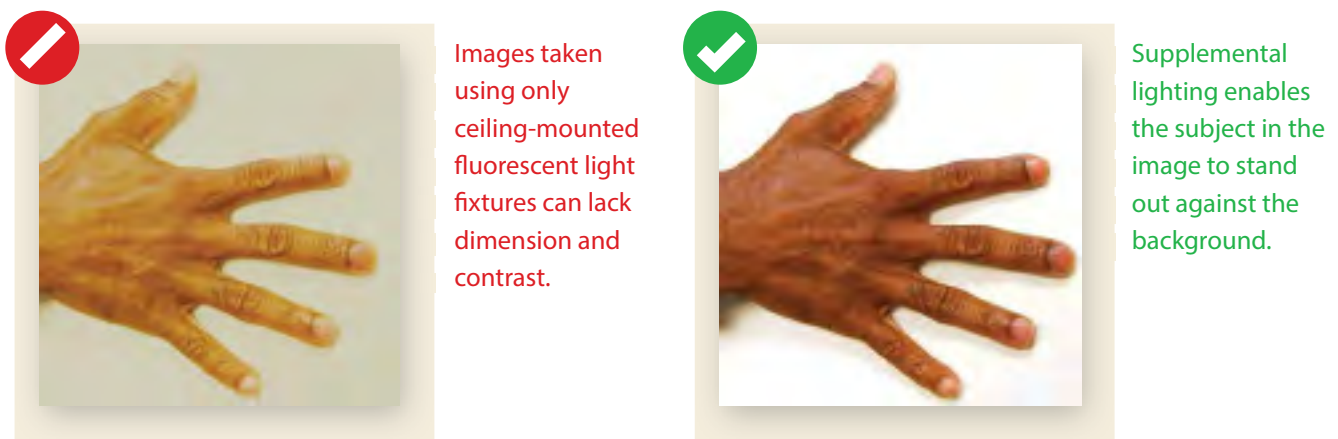 Images taken
using only
ceiling-mounted
fluorescent light
fixtures can lack
dimension and
contrast.
Supplemental
lighting enables
the subject in the
image to stand
out against the
background.